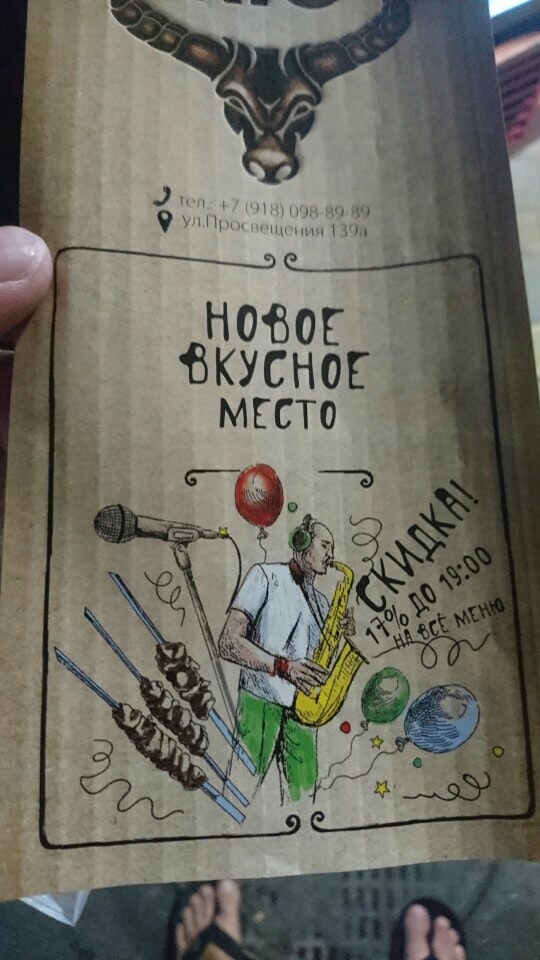 тел.: +7 (918) 098-89-89
ул.Просвещения 139а
НОВОЕ
ВКУСНОЕ
МЕСТО
СКИДКА!
17% ДО 19:00
НА ВСЁ МЕНЮ